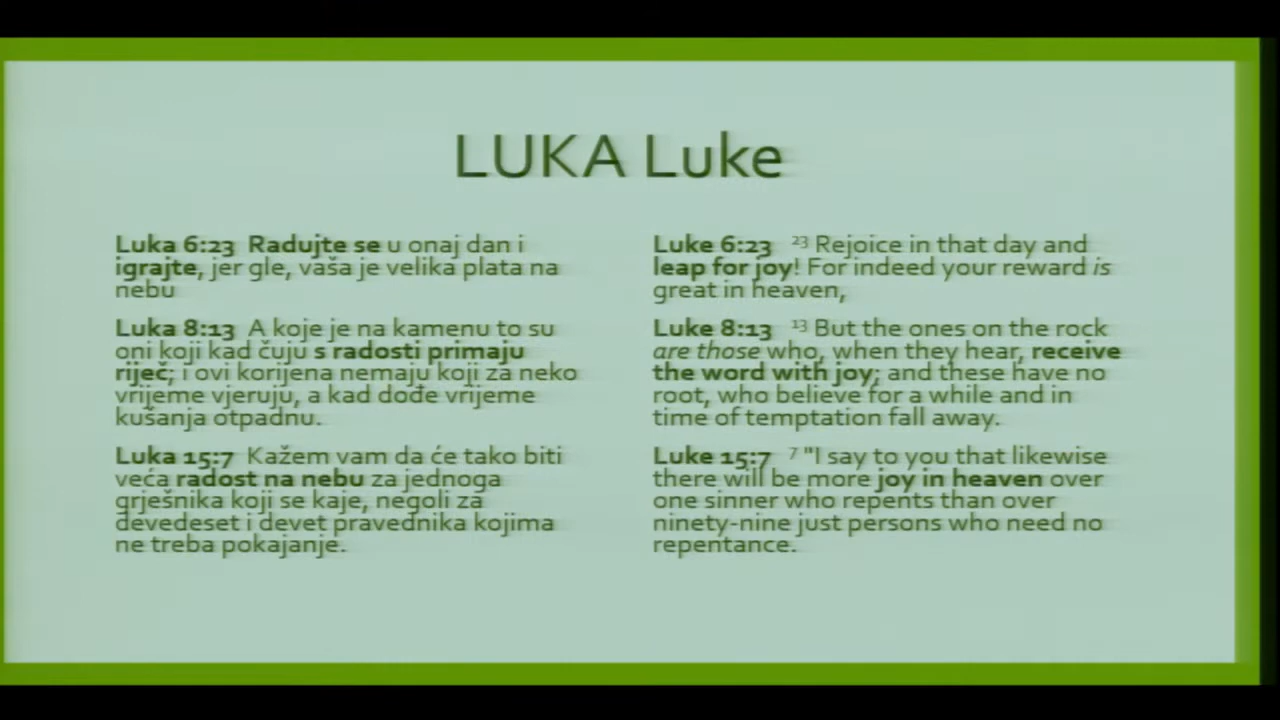 LUKA Luke
Luka 6:23 Radujte se u onaj dan i
igrajte, jer gle, vaša je velika plata na
nebu
Luka 8:13 A koje je na kamenu to su
oni koji kad čuju s radosti primaju
riječ; i ovi korijena nemaju koji za neko
vrijeme vjeruju, a kad dođe vrijeme
kušanja otpadnu.
Luka 15:7 Kažem vam da će tako biti
veća radost na nebu za jednoga
grješnika koji se kaje, negoli za
devedeset i devet pravednika kojima
ne treba pokajanje.
Luke 6:23 23 Rejoice in that day and
leap for joy! For indeed your reward is
great in heaven,
Luke 8:13 13 But the ones on the rock
are those who, when they hear, receive
the word with joy; and these have no
root, who believe for a while and in
time of temptation fall away.
Luke 15:7 7 "I say to you that likewise
there will be more joy in heaven over
one sinner who repents than over
ninety-nine just persons who need no
repentance.